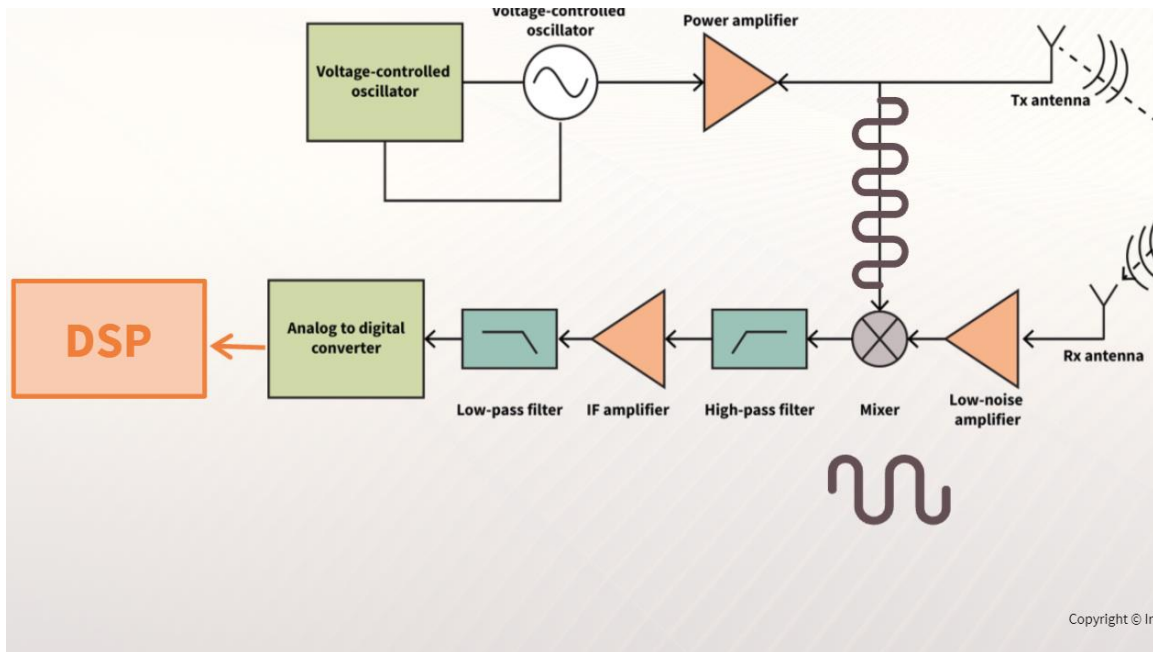 Voltage-controlled
oscillator
Power amplifier
Voltage-controlled
oscillator
Tx antenna
DSP
Analog to digital
converter
Rx antenna
Low-pass filter
IF amplifier
High-pass filter
Mixer
Low-noise
amplifier
Copyright ©